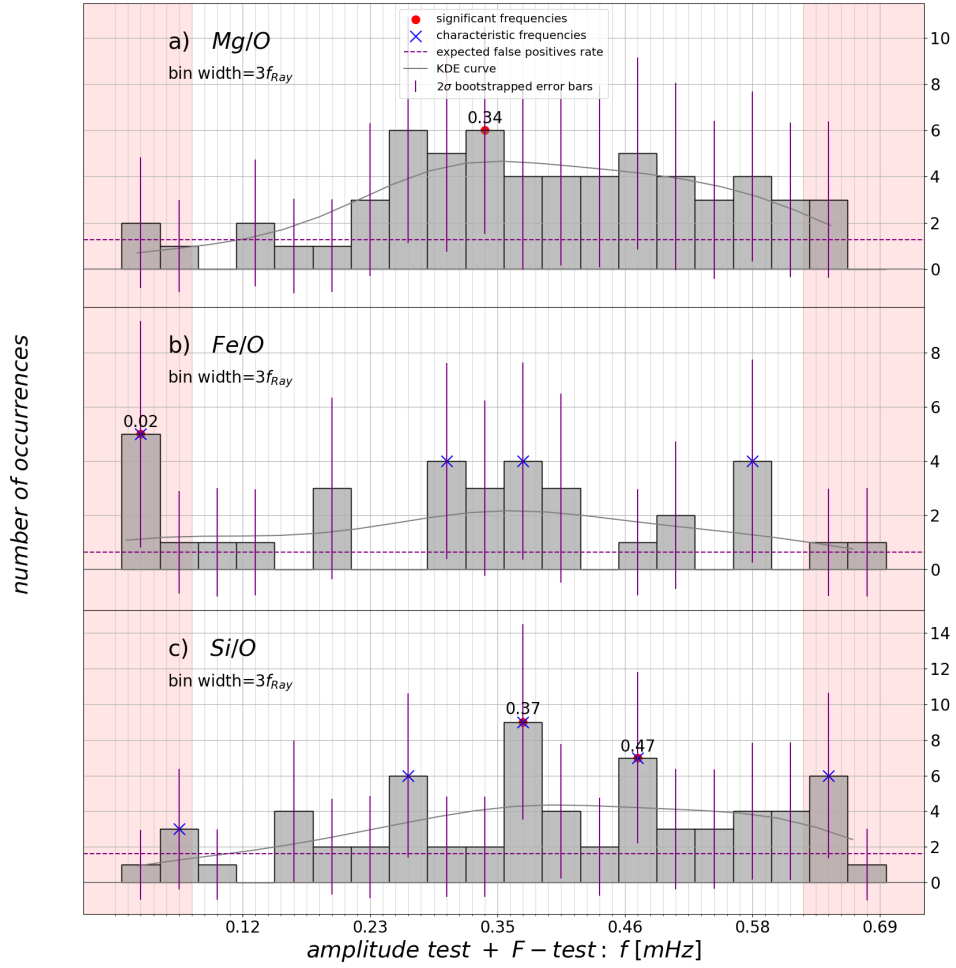 significant frequencies
characteristic frequencies
expected false positives rate
KDE curve
2σ bootstrapped error bars
a) Mg/O
bin width=3f_Ray
0.34
10
8
6
4
2
0
b) Fe/O
bin width=3f_Ray
0.02
8
6
4
2
0
c) Si/O
bin width=3f_Ray
0.37
0.47
14
12
10
8
6
4
2
0
number of occurrences
0.12 0.23 0.35 0.46 0.58 0.69
amplitude test + F − test: f [mHz]